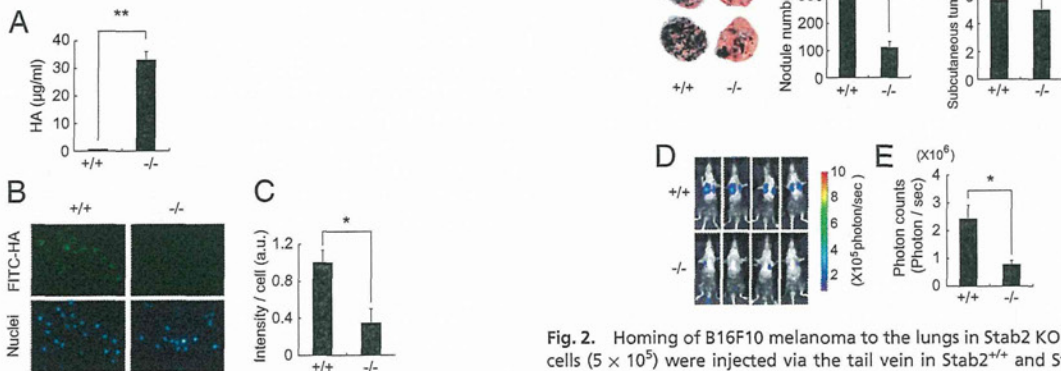 A
**
HA (µg/ml)
40
30
20
10
0
+/+ -/-
B
+/+ -/-
FITC-HA
Nuclei
C
*
Intensity / cell (a.u.)
1.2
0.8
0.4
0
+/+ -/-
+/+ -/-
Nodule numb
200
100
0
+/+ -/-
Subcutaneous tum
6
4
2
0
+/+ -/-
D
+/+
-/-
10
8
6
4
2
(X10⁵photon/sec)
E
(X10⁶)
*
Photon counts
(Photon / sec)
4
3
2
1
0
+/+ -/-
Fig. 2. Homing of B16F10 melanoma to the lungs in Stab2 KO
cells (5 × 10⁵) were injected via the tail vein in Stab2⁺/⁺ and S